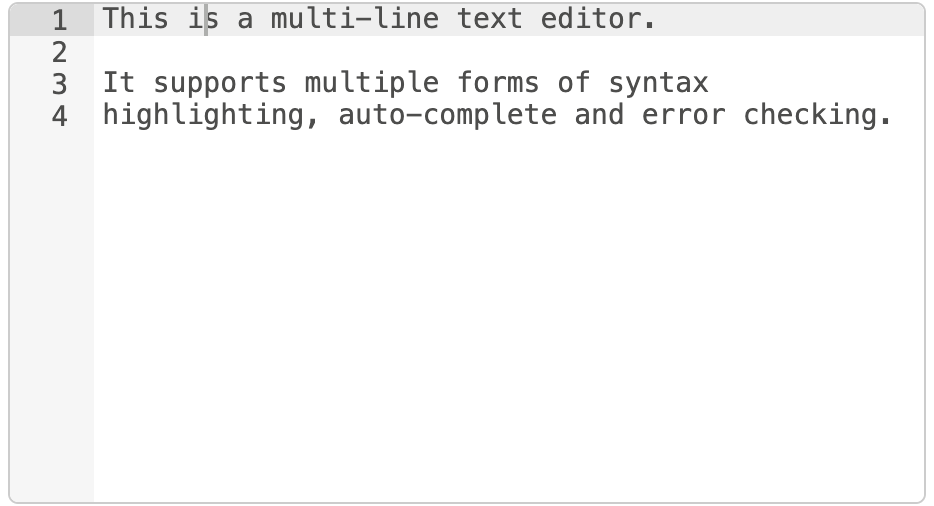 1 This is a multi-line text editor.
2
3 It supports multiple forms of syntax
4 highlighting, auto-complete and error checking.